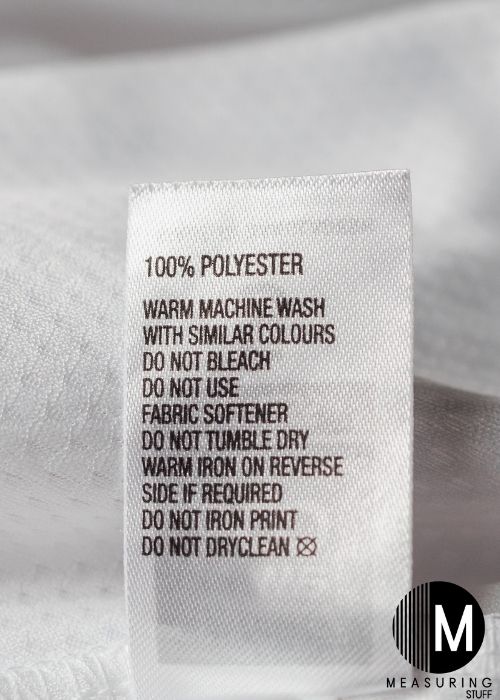 100% POLYESTER
WARM MACHINE WASH
WITH SIMILAR COLOURS
DO NOT BLEACH
DO NOT USE
FABRIC SOFTENER
DO NOT TUMBLE DRY
WARM IRON ON REVERSE
SIDE IF REQUIRED
DO NOT IRON PRINT
DO NOT DRYCLEAN
M
MEASURING
STUFF